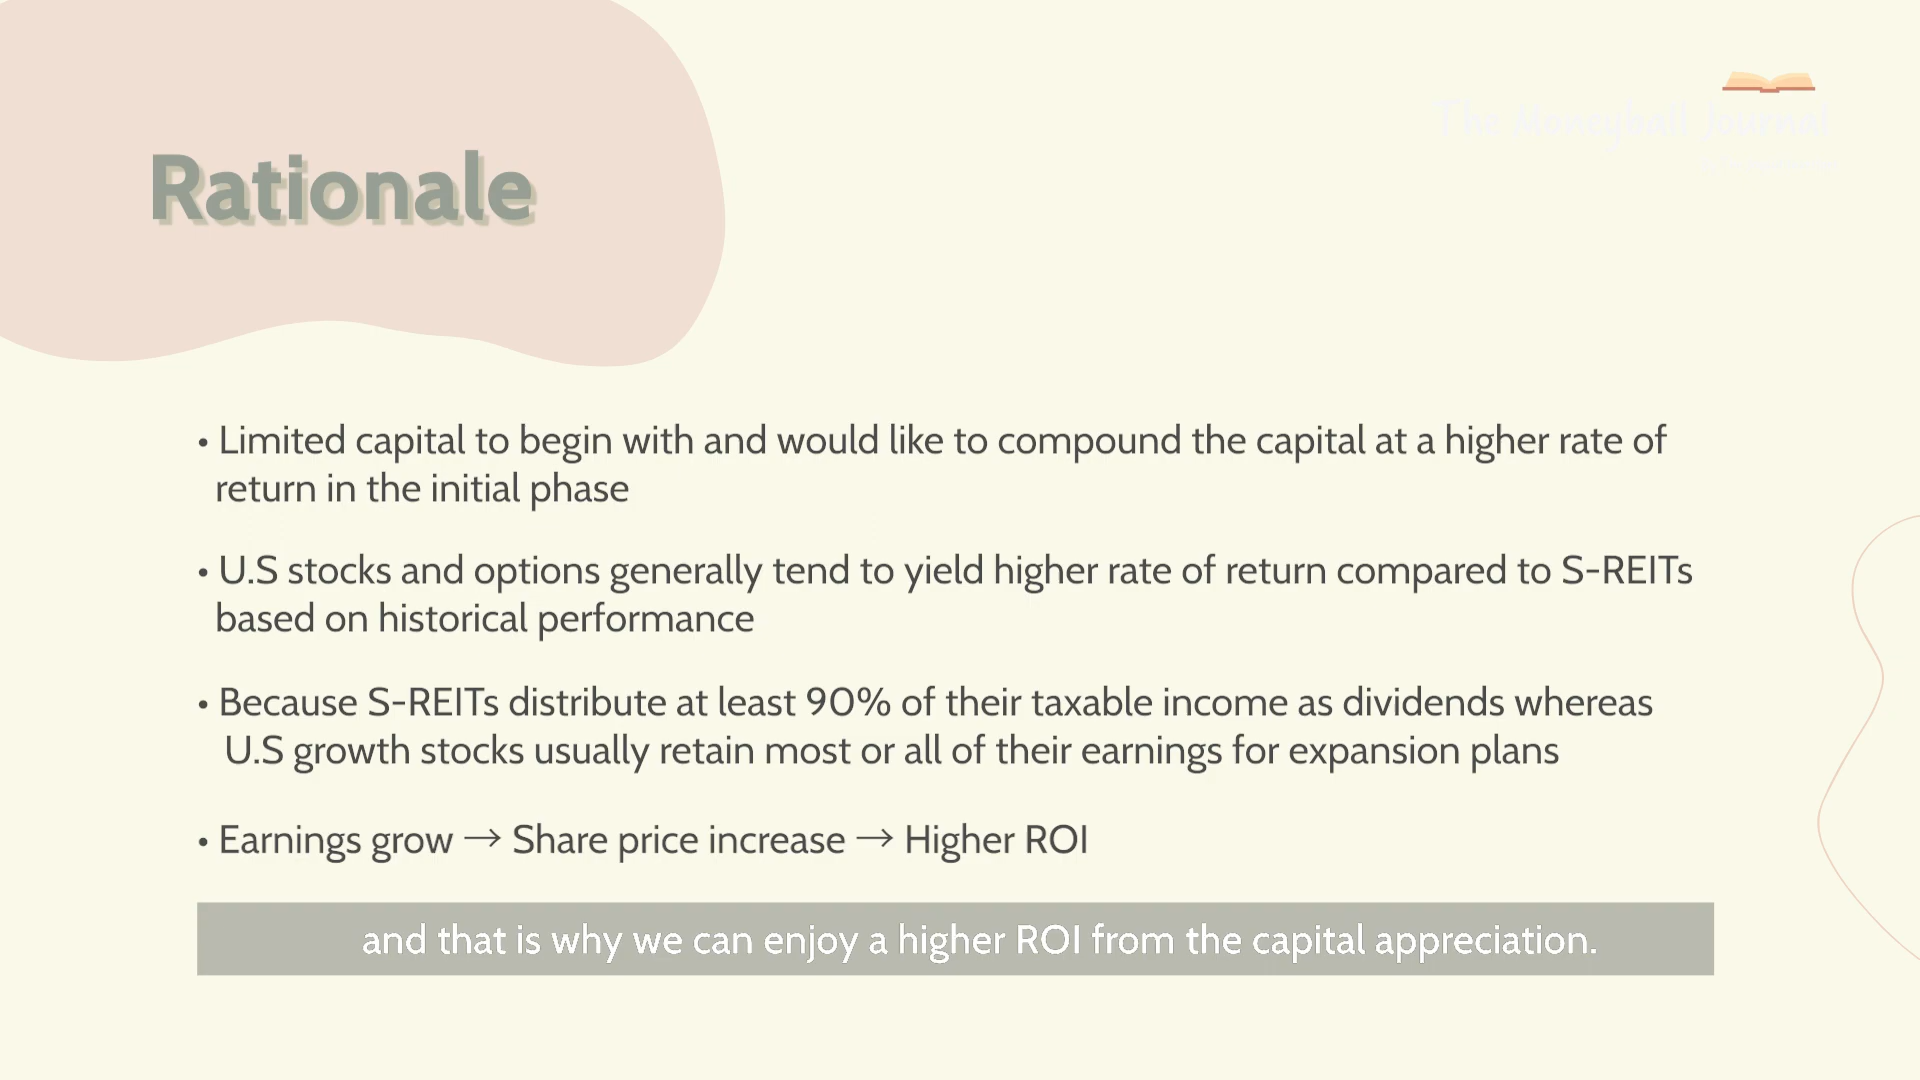 The Moneyball Journal
Rationale
• Limited capital to begin with and would like to compound the capital at a higher rate of
return in the initial phase
• U.S stocks and options generally tend to yield higher rate of return compared to S-REITs
based on historical performance
• Because S-REITs distribute at least 90% of their taxable income as dividends whereas
U.S growth stocks usually retain most or all of their earnings for expansion plans
• Earnings grow → Share price increase → Higher ROI
and that is why we can enjoy a higher ROI from the capital appreciation.